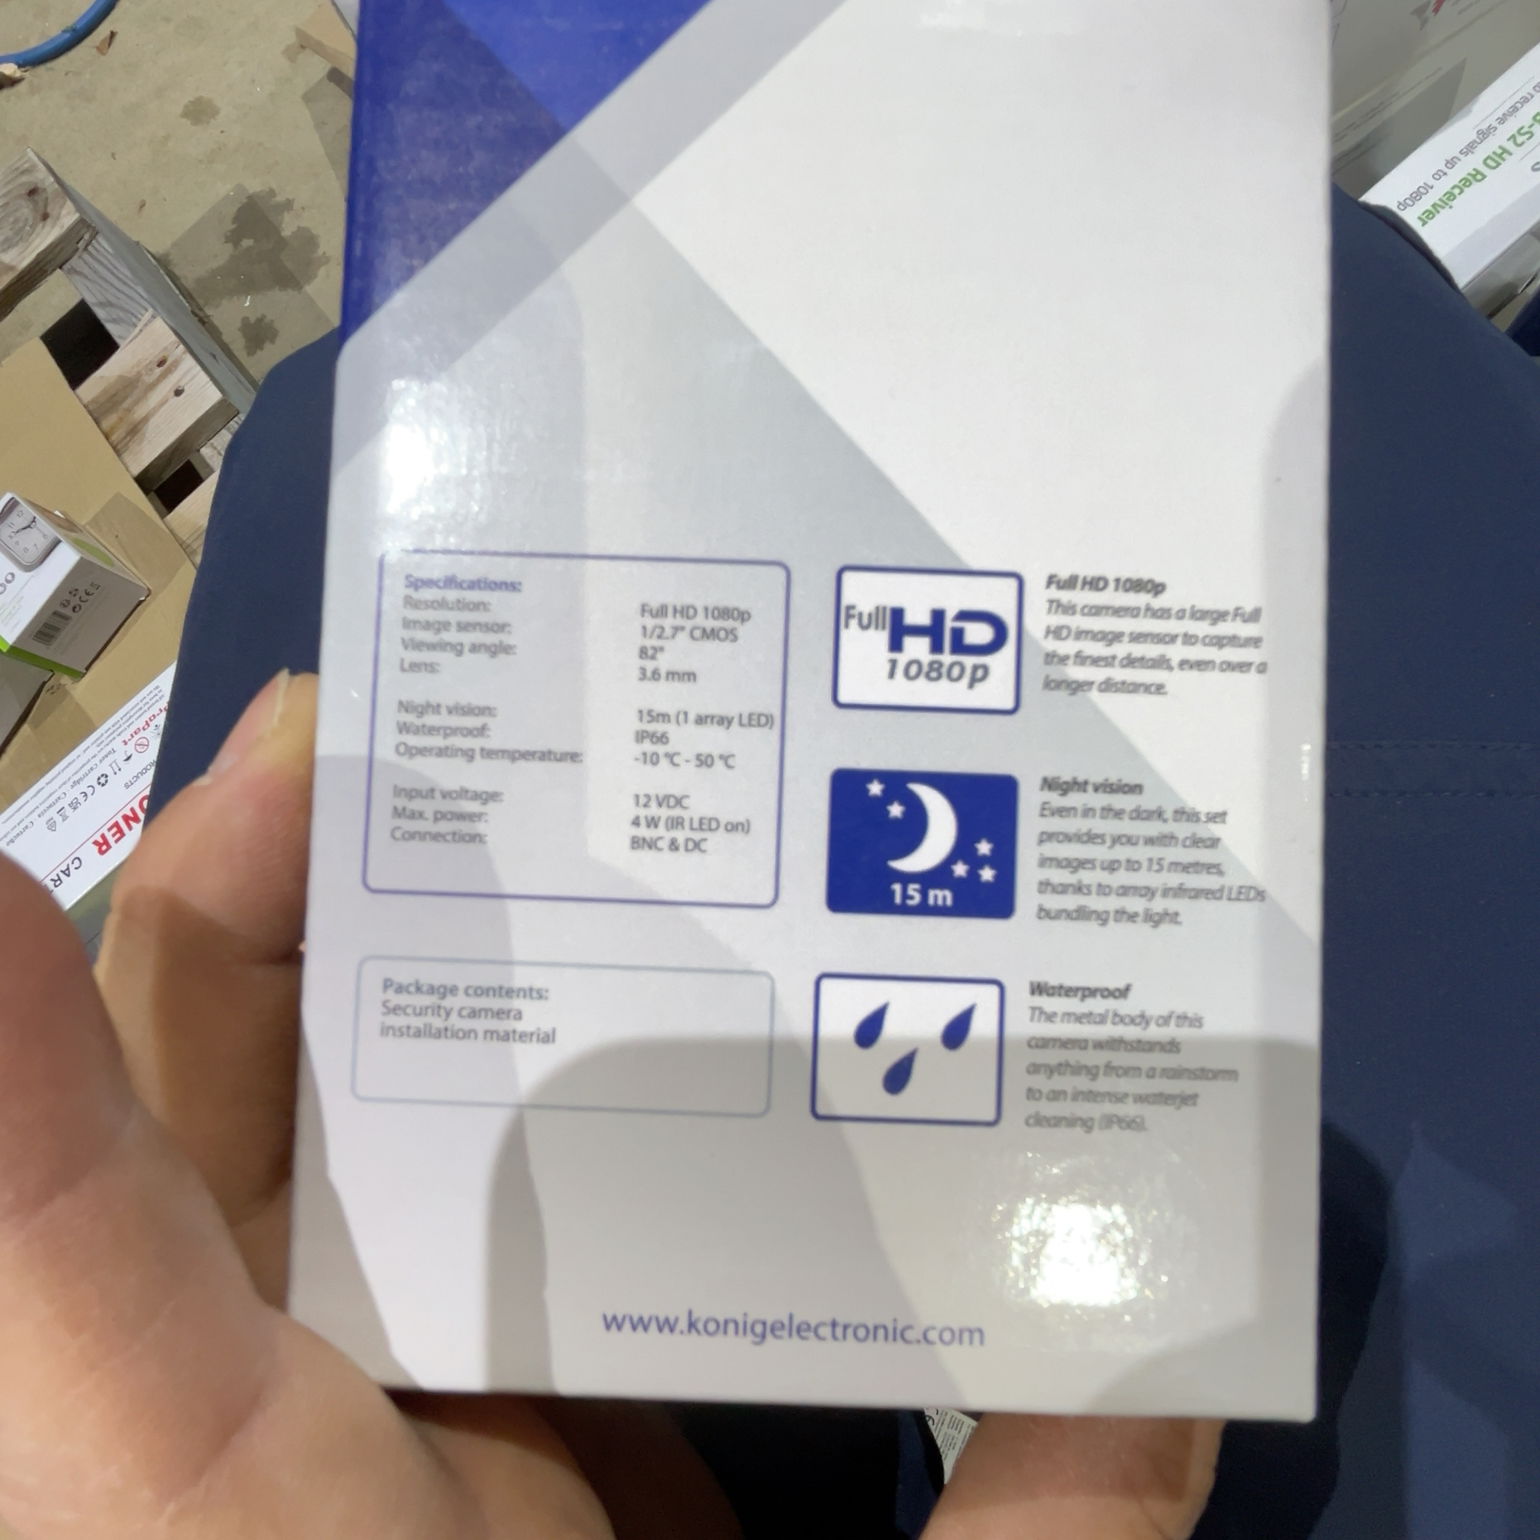 Specifications:
Resolution: Full HD 1080p
Image sensor: 1/2.7" CMOS
Viewing angle: 82°
Lens: 3.6 mm
Night vision: 15m (1 array LED)
Waterproof: IP66
Operating temperature: -10 °C - 50 °C
Input voltage: 12 VDC
Max. power: 4 W (IR LED on)
Connection: BNC & DC
Package contents:
Security camera
installation material
Full HD
1080p
Full HD 1080p
This camera has a large Full
HD image sensor to capture
the finest details, even over a
longer distance.
15 m
Night vision
Even in the dark, this set
provides you with clear
images up to 15 metres,
thanks to array infrared LEDs
bundling the light.
Waterproof
The metal body of this
camera withstands
anything from a rainstorm
to an intense waterjet
cleaning (IP66).
www.konigelectronic.com
-S2 HD Receiver
receive signals up to 1080p
ProPart
ONER
CART